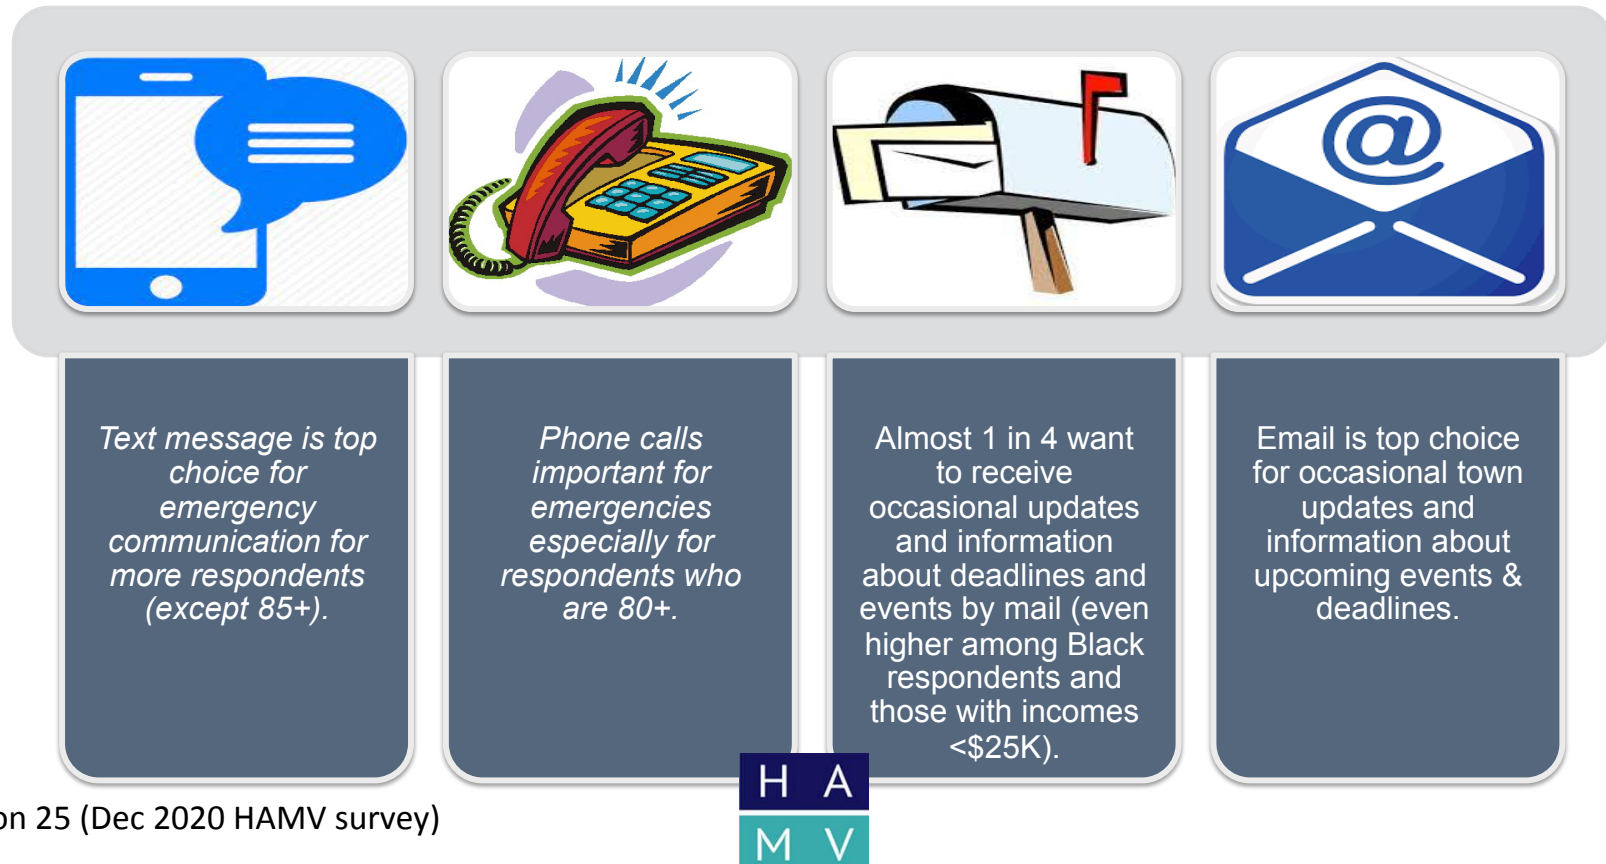 Text message is top
choice for
emergency
communication for
more respondents
(except 85+).
Phone calls
important for
emergencies
especially for
respondents who
are 80+.
Almost 1 in 4 want
to receive
occasional updates
and information
about deadlines and
events by mail (even
higher among Black
respondents and
those with incomes
<$25K).
Email is top choice
for occasional town
updates and
information about
upcoming events &
deadlines.
on 25 (Dec 2020 HAMV survey)
H A
M V